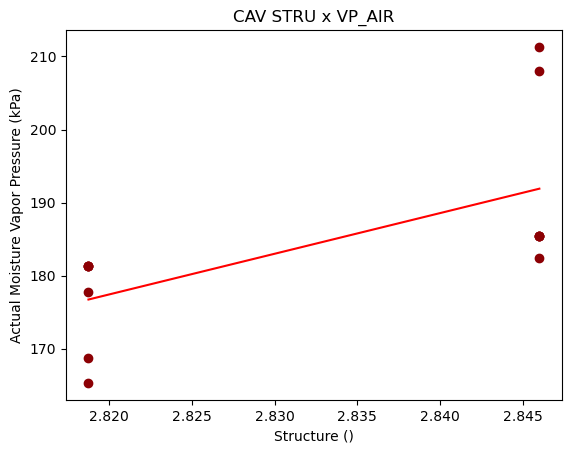 CAV STRU x VP_AIR
Actual Moisture Vapor Pressure (kPa)
210
200
190
180
170
2.820 2.825 2.830 2.835 2.840 2.845
Structure ()